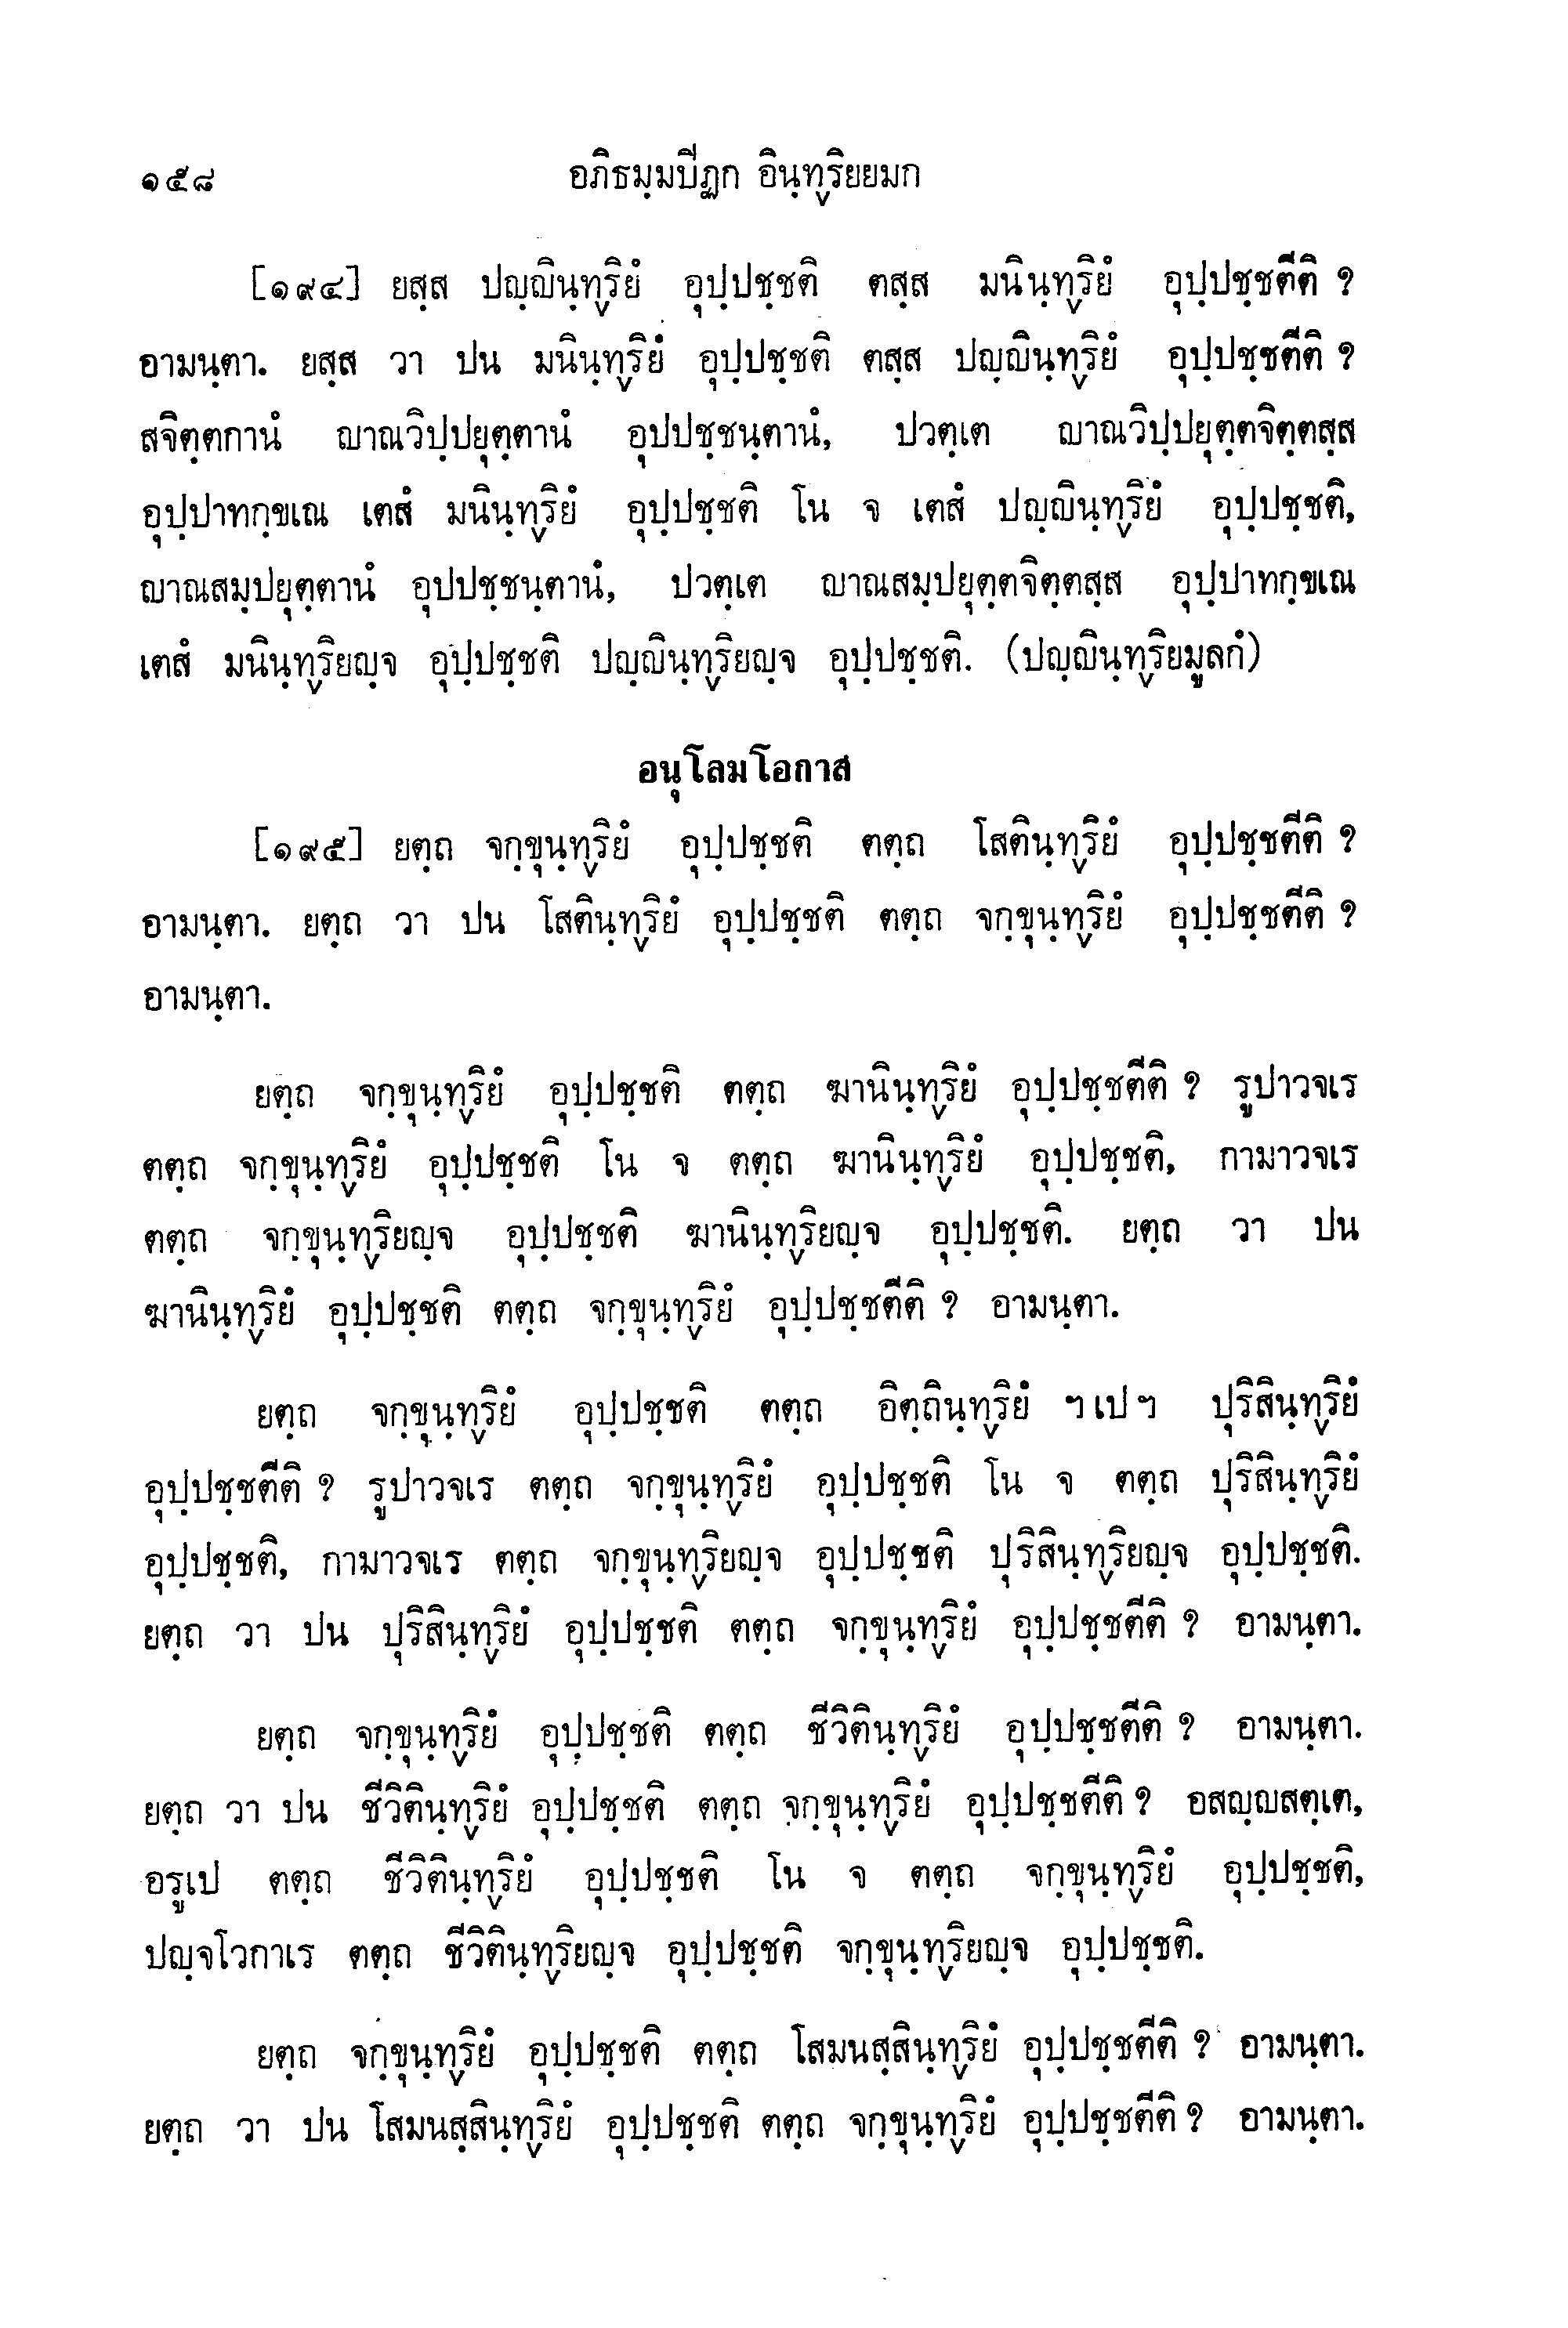 ๑๕๘ อภิธมฺมปีฏก อินฺทฺริยยมก
[๑๙๔] ยสฺส ปญฺญินฺทฺริยํ อุปฺปชฺชติ ตสฺส มนินฺทฺริยํ อุปฺปชฺชตีติ ?
อามนฺตา. ยสฺส วา ปน มนินฺทฺริยํ อุปฺปชฺชติ ตสฺส ปญฺญินฺทฺริยํ อุปฺปชฺชตีติ ?
สจิตฺตกานํ ญาณวิปฺปยุตฺตานํ อุปปชฺชนฺตานํ, ปวตฺเต ญาณวิปฺปยุตฺตจิตฺตสฺส
อุปฺปาทกฺขเณ เตสํ มนินฺทฺริยํ อุปฺปชฺชติ โน จ เตสํ ปญฺญินฺทฺริยํ อุปฺปชฺชติ,
ญาณสมฺปยุตฺตานํ อุปปชฺชนฺตานํ, ปวตฺเต ญาณสมฺปยุตฺตจิตฺตสฺส อุปฺปาทกฺขเณ
เตสํ มนินฺทฺริยญฺจ อุปฺปชฺชติ ปญฺญินฺทฺริยญฺจ อุปฺปชฺชติ. (ปญฺญินฺทฺริยมูลกํ)
อนุโลมโอกาส
[๑๙๕] ยตฺถ จกฺขุนฺทฺริยํ อุปฺปชฺชติ ตตฺถ โสตินฺทฺริยํ อุปฺปชฺชตีติ ?
อามนฺตา. ยตฺถ วา ปน โสตินฺทฺริยํ อุปฺปชฺชติ ตตฺถ จกฺขุนฺทฺริยํ อุปฺปชฺชตีติ ?
อามนฺตา.
ยตฺถ จกฺขุนฺทฺริยํ อุปฺปชฺชติ ตตฺถ ฆานินฺทฺริยํ อุปฺปชฺชตีติ ? รูปาวจเร
ตตฺถ จกฺขุนฺทฺริยํ อุปฺปชฺชติ โน จ ตตฺถ ฆานินฺทฺริยํ อุปฺปชฺชติ, กามาวจเร
ตตฺถ จกฺขุนฺทฺริยญฺจ อุปฺปชฺชติ ฆานินฺทฺริยญฺจ อุปฺปชฺชติ. ยตฺถ วา ปน
ฆานินฺทฺริยํ อุปฺปชฺชติ ตตฺถ จกฺขุนฺทฺริยํ อุปฺปชฺชตีติ ? อามนฺตา.
ยตฺถ จกฺขุนฺทฺริยํ อุปฺปชฺชติ ตตฺถ อิตฺถินฺทฺริยํ ฯ เป ฯ ปุริสินฺทฺริยํ
อุปฺปชฺชตีติ ? รูปาวจเร ตตฺถ จกฺขุนฺทฺริยํ อุปฺปชฺชติ โน จ ตตฺถ ปุริสินฺทฺริยํ
อุปฺปชฺชติ, กามาวจเร ตตฺถ จกฺขุนฺทฺริยญฺจ อุปฺปชฺชติ ปุริสินฺทฺริยญฺจ อุปฺปชฺชติ.
ยตฺถ วา ปน ปุริสินฺทฺริยํ อุปฺปชฺชติ ตตฺถ จกฺขุนฺทฺริยํ อุปฺปชฺชตีติ ? อามนฺตา.
ยตฺถ จกฺขุนฺทฺริยํ อุปฺปชฺชติ ตตฺถ ชีวิตินฺทฺริยํ อุปฺปชฺชตีติ ? อามนฺตา.
ยตฺถ วา ปน ชีวิตินฺทฺริยํ อุปฺปชฺชติ ตตฺถ จกฺขุนฺทฺริยํ อุปฺปชฺชตีติ ? อสญฺญสตฺเต,
อรูเป ตตฺถ ชีวิตินฺทฺริยํ อุปฺปชฺชติ โน จ ตตฺถ จกฺขุนฺทฺริยํ อุปฺปชฺชติ,
ปญฺจโวกาเร ตตฺถ ชีวิตินฺทฺริยญฺจ อุปฺปชฺชติ จกฺขุนฺทฺริยญฺจ อุปฺปชฺชติ.
ยตฺถ จกฺขุนฺทฺริยํ อุปฺปชฺชติ ตตฺถ โสมนสฺสินฺทฺริยํ อุปฺปชฺชตีติ ? อามนฺตา.
ยตฺถ วา ปน โสมนสฺสินฺทฺริยํ อุปฺปชฺชติ ตตฺถ จกฺขุนฺทฺริยํ อุปฺปชฺชตีติ ? อามนฺตา.